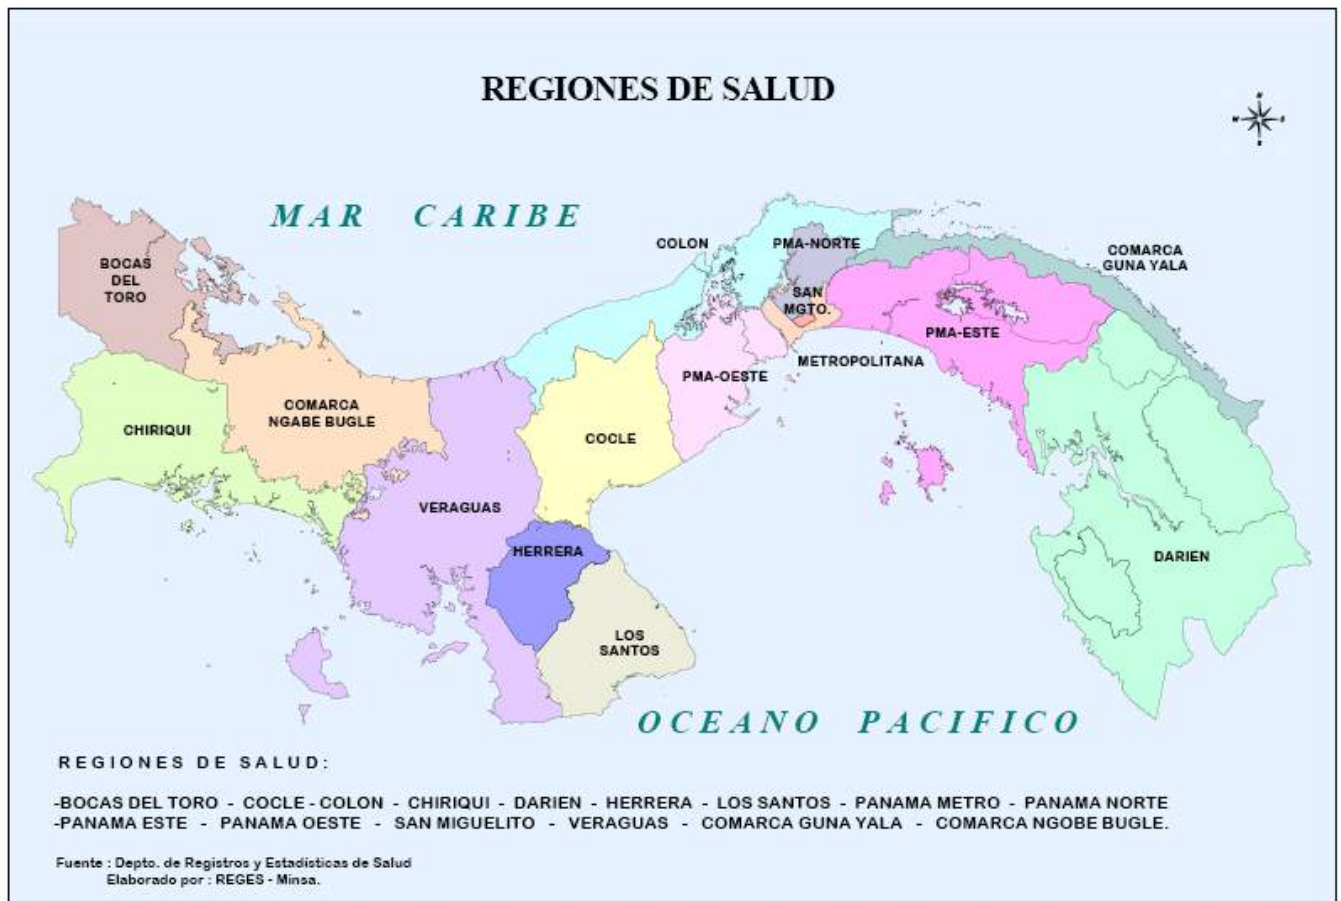 REGIONES DE SALUD
N
W S
E
MAR CARIBE
COLON
PMA-NORTE
COMARCA
GUNA YALA
BOCAS
DEL
TORO
SAN
MGTO.
PMA-ESTE
METROPOLITANA
PMA-OESTE
COMARCA
NGABE BUGLE
CHIRIQUI
COCLE
VERAGUAS
HERRERA
DARIEN
LOS
SANTOS
OCEANO PACIFICO
REGIONES DE SALUD:
-BOCAS DEL TORO - COCLE - COLON - CHIRIQUI - DARIEN - HERRERA - LOS SANTOS - PANAMA METRO - PANAMA NORTE
-PANAMA ESTE - PANAMA OESTE - SAN MIGUELITO - VERAGUAS - COMARCA GUNA YALA - COMARCA NGOBE BUGLE.
Fuente : Depto. de Registros y Estadísticas de Salud
Elaborado por : REGES - Minsa.